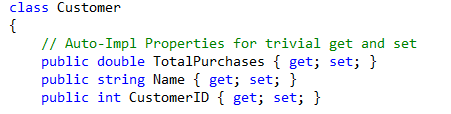 class Customer
{
    // Auto-Impl Properties for trivial get and set
    public double TotalPurchases { get; set; }
    public string Name { get; set; }
    public int CustomerID { get; set; }